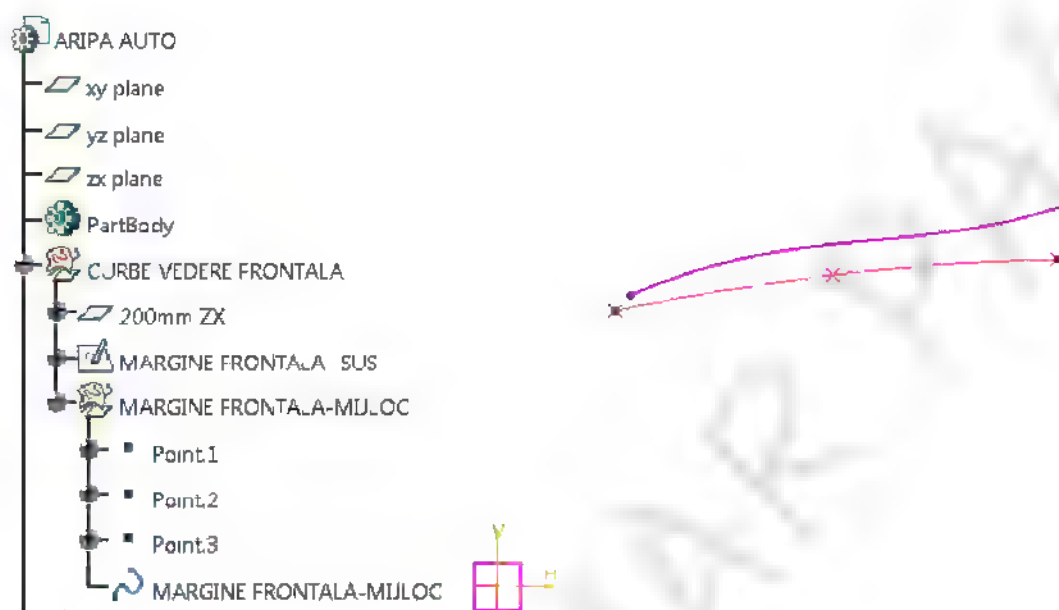 ARIPA AUTO
xy plane
yz plane
zx plane
PartBody
CURBE VEDERE FRONTALA
200mm ZX
MARGINE FRONTALA SUS
MARGINE FRONTALA-MIJLOC
Point.1
Point.2
Point.3
MARGINE FRONTALA-MIJLOC
V
H